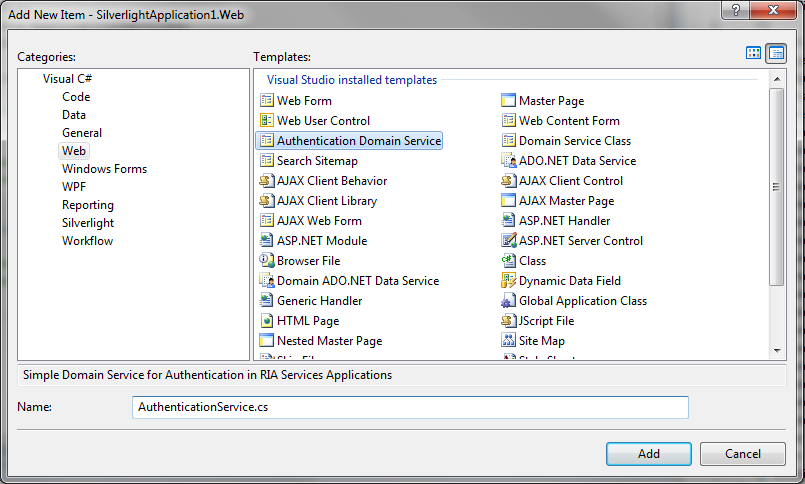 Add New Item - SilverlightApplication1.Web
Categories:
Templates:
Visual C#
Code
Data
General
Web
Windows Forms
WPF
Reporting
Silverlight
Workflow
Visual Studio installed templates
Web Form
Master Page
Web User Control
Web Content Form
Authentication Domain Service
Domain Service Class
Search Sitemap
ADO.NET Data Service
AJAX Client Behavior
AJAX Client Control
AJAX Client Library
AJAX Master Page
AJAX Web Form
ASP.NET Handler
ASP.NET Module
ASP.NET Server Control
Browser File
Class
Domain ADO.NET Data Service
Dynamic Data Field
Generic Handler
Global Application Class
HTML Page
JScript File
Nested Master Page
Site Map
Simple Domain Service for Authentication in RIA Services Applications
Name:
AuthenticationService.cs
Add
Cancel